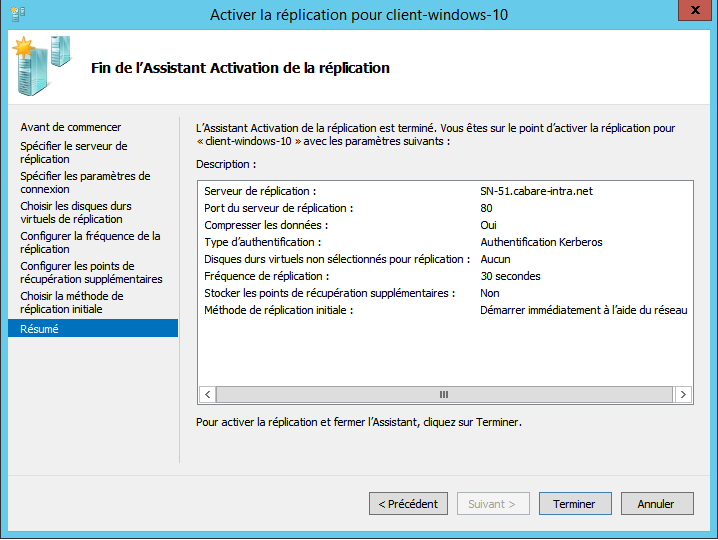 Activer la réplication pour client-windows-10
x
Fin de l'Assistant Activation de la réplication
Avant de commencer
Spécifier le serveur de
réplication
Spécifier les paramètres de
connexion
Choisir les disques durs
virtuels de réplication
Configurer la fréquence de la
réplication
Configurer les points de
récupération supplémentaires
Choisir la méthode de
réplication initiale
Résumé
L'Assistant Activation de la réplication est terminé. Vous êtes sur le point d'activer la réplication pour
« client-windows-10 » avec les paramètres suivants :
Description :
Serveur de réplication : SN-51.cabare-intra.net
Port du serveur de réplication : 80
Compresser les données : Oui
Type d'authentification : Authentification Kerberos
Disques durs virtuels non sélectionnés pour réplication : Aucun
Fréquence de réplication : 30 secondes
Stocker les points de récupération supplémentaires : Non
Méthode de réplication initiale : Démarrer immédiatement à l'aide du réseau
Pour activer la réplication et fermer l'Assistant, cliquez sur Terminer.
< Précédent Suivant > Terminer Annuler